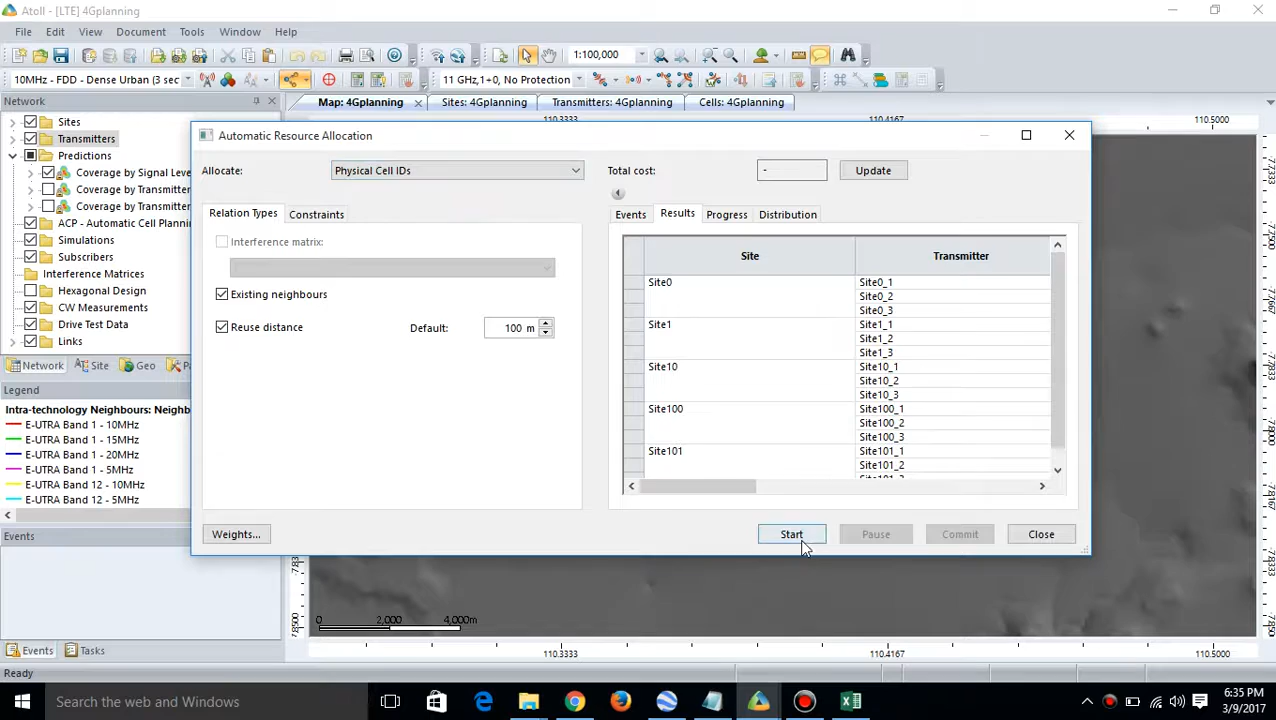 Atoll - [LTE] 4Gplanning
File Edit View Document Tools Window Help
1:100,000
10MHz - FDD - Dense Urban (3 sec
11 GHz,1+0, No Protection
Network
Map: 4Gplanning
Sites: 4Gplanning
Transmitters: 4Gplanning
Cells: 4Gplanning
110.3333
110.4167
110.5000
Sites
Transmitters
Predictions
Coverage by Signal Leve
Coverage by Transmitter
Coverage by Transmitter
ACP - Automatic Cell Plannin
Simulations
Subscribers
Interference Matrices
Hexagonal Design
CW Measurements
Drive Test Data
Links
Network Site Geo
Legend
Intra-technology Neighbours: Neighb
E-UTRA Band 1 - 10MHz
E-UTRA Band 1 - 15MHz
E-UTRA Band 1 - 20MHz
E-UTRA Band 1 - 5MHz
E-UTRA Band 12 - 10MHz
E-UTRA Band 12 - 5MHz
Events
Events Tasks
Automatic Resource Allocation
Allocate: Physical Cell IDs
Total cost: - Update
Relation Types Constraints
Interference matrix:
Existing neighbours
Reuse distance Default: 100 m
Events Results Progress Distribution
Site Transmitter
Site0 Site0_1
Site0_2
Site0_3
Site1 Site1_1
Site1_2
Site1_3
Site10 Site10_1
Site10_2
Site10_3
Site100 Site100_1
Site100_2
Site100_3
Site101 Site101_1
Site101_2
Weights...
Start Pause Commit Close
0 2,000 4,000m
110.3333 110.4167 110.5000
Ready
Search the web and Windows
6:35 PM
3/9/2017